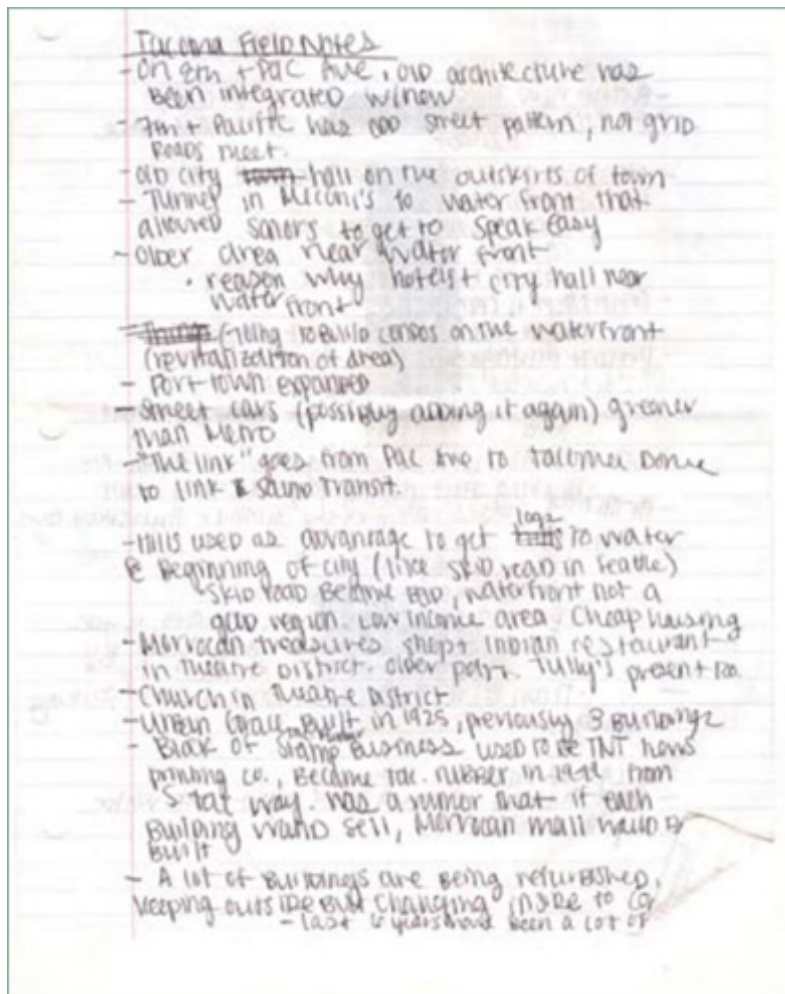 Tacoma Field Notes
- On 8th + Pac Ave, old architecture has
been integrated w/new
- 7th + Pacific has odd street pattern, not grid
Roads meet.
- old city hall on the outskirts of town
- Tunnel in Meconi's to water front that
allowed sailors to get to speak easy
- older area near water front
• reason why hotels + city hall near
water front
- trying to build condos on the waterfront
(revitalization of area)
- Port town expanded
- Street cars (possibly adding it again) greener
than Metro
- "The link" goes from Pac Ave to Tacoma Dome
to link Sound Transit.
- Hills used as advantage to get logs to water
@ Beginning of city (like skid road in Seattle)
skid road became bad, waterfront not a
good region low income area cheap housing
- Morrocan treasures shop + Indian restaurant
in Theatre District. older part. Tully's present too
- Church in Theatre District
- Urban Grace, Built in 1925, previously 3 Buildings
- Block of stamp business used to be TNT
printing co., Became Tac. rubber in from
way. Has a rumor that if each
Building would sell, Morrocan mall would be
built
- A lot of buildings are being refurbished,
keeping outside but changing inside to
- last 6 years have been a lot of